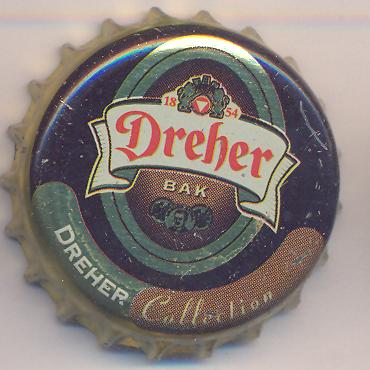 18 54
Dreher
BAK
DREHER Collection